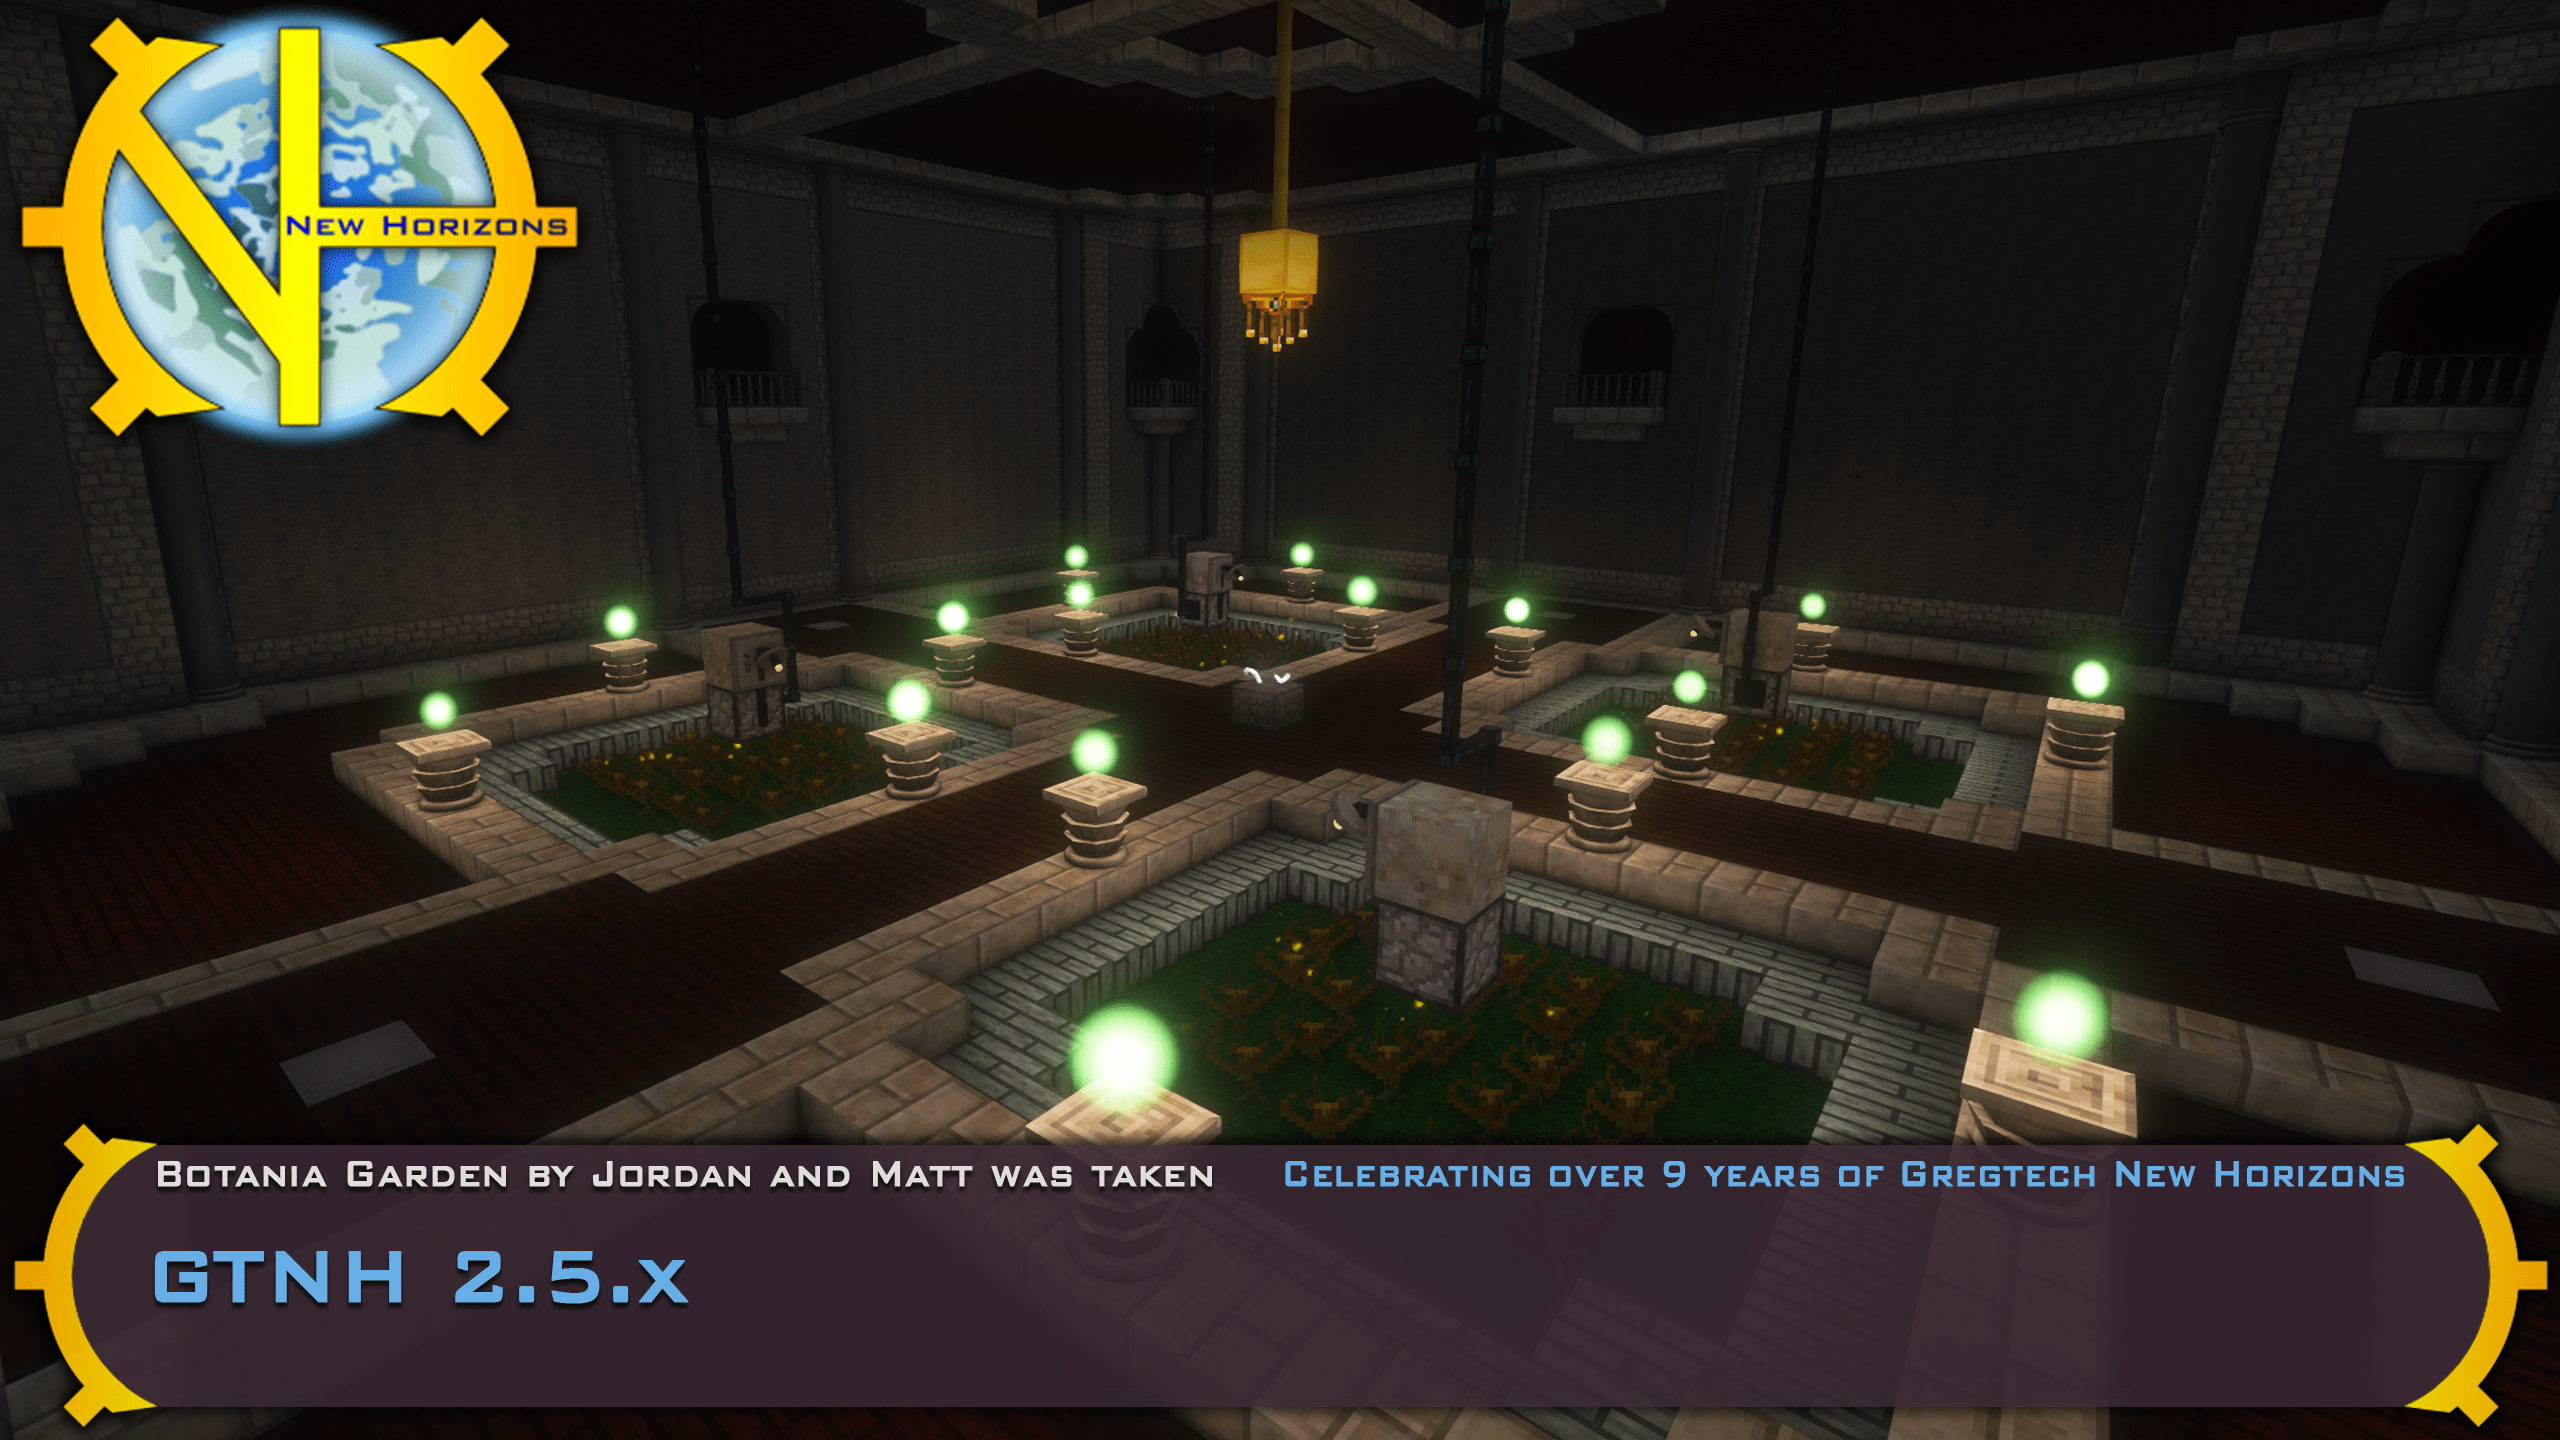 New Horizons
Botania Garden by Jordan and Matt was taken
Celebrating over 9 years of Gregtech New Horizons
GTNH 2.5.x